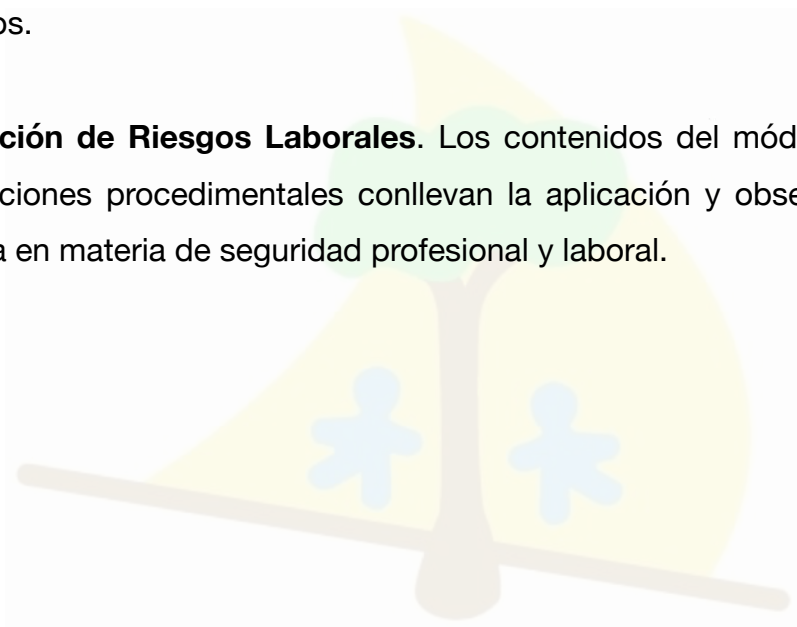 os.
ción de Riesgos Laborales. Los contenidos del mód
ciones procedimentales conllevan la aplicación y obse
a en materia de seguridad profesional y laboral.